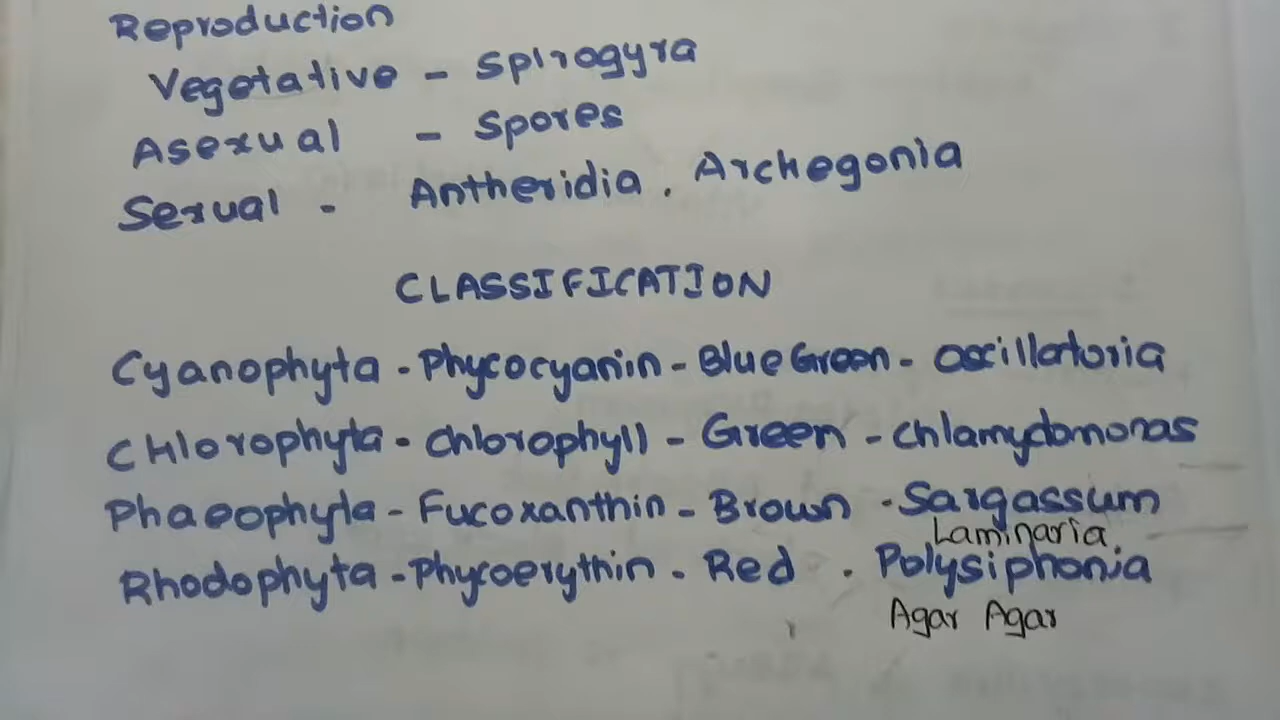 Reproduction
Vegetative - Spirogyra
Asexual - Spores
Sexual - Antheridia. Archegonia
CLASSIFICATION
Cyanophyta - Phycocyanin - Blue Green - oscillatoria
CHlorophyta - chlorophyll - Green - chlamydomonas
Phaeophyta - Fucoxanthin - Brown - Sargassum
Laminaria.
Rhodophyta - Phycoerythin - Red . Polysiphonia
Agar Agar